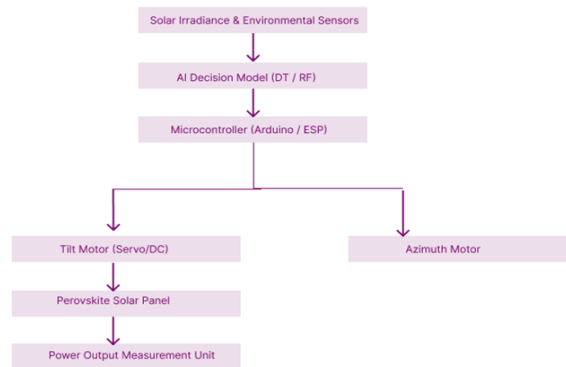 Solar Irradiance & Environmental Sensors
AI Decision Model (DT / RF)
Microcontroller (Arduino / ESP)
Tilt Motor (Servo/DC)
Azimuth Motor
Perovskite Solar Panel
Power Output Measurement Unit